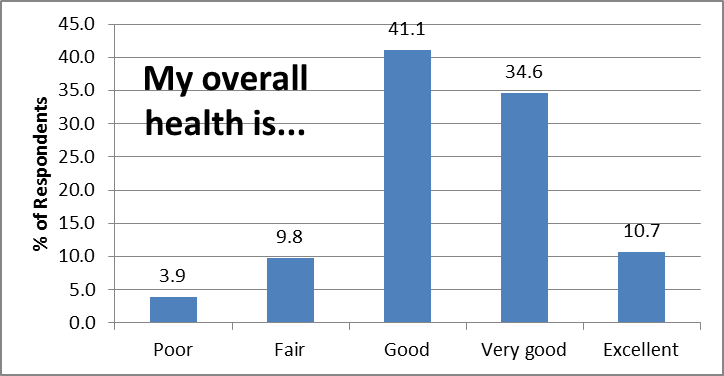 45.0
40.0
35.0
30.0
25.0
20.0
15.0
10.0
5.0
0.0
% of Respondents
My overall
health is...
3.9
9.8
41.1
34.6
10.7
Poor
Fair
Good
Very good
Excellent